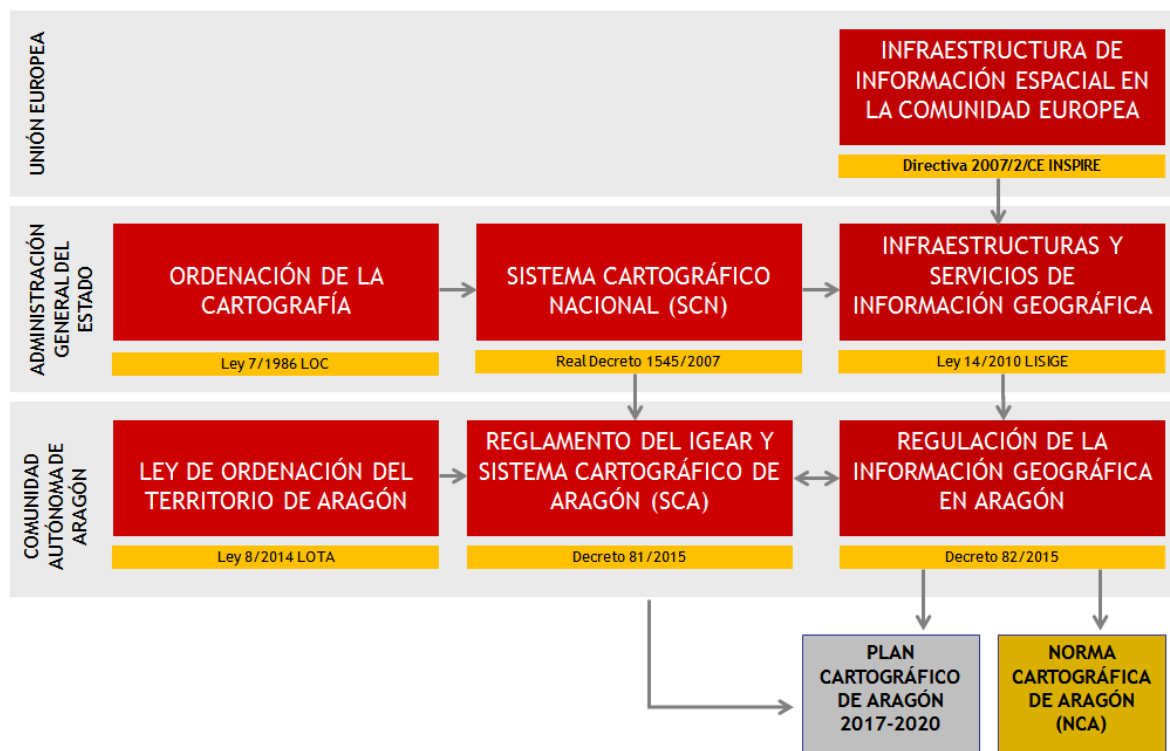 UNIÓN EUROPEA
INFRAESTRUCTURA DE
INFORMACIÓN ESPACIAL EN
LA COMUNIDAD EUROPEA
Directiva 2007/2/CE INSPIRE
ADMINISTRACIÓN
GENERAL DEL
ESTADO
ORDENACIÓN DE LA
CARTOGRAFÍA
Ley 7/1986 LOC
SISTEMA CARTOGRÁFICO
NACIONAL (SCN)
Real Decreto 1545/2007
INFRAESTRUCTURAS Y
SERVICIOS DE
INFORMACIÓN GEOGRÁFICA
Ley 14/2010 LISIGE
COMUNIDAD
AUTÓNOMA DE
ARAGÓN
LEY DE ORDENACIÓN DEL
TERRITORIO DE ARAGÓN
Ley 8/2014 LOTA
REGLAMENTO DEL IGEAR Y
SISTEMA CARTOGRÁFICO DE
ARAGÓN (SCA)
Decreto 81/2015
REGULACIÓN DE LA
INFORMACIÓN GEOGRÁFICA
EN ARAGÓN
Decreto 82/2015
PLAN
CARTOGRÁFICO
DE ARAGÓN
2017-2020
NORMA
CARTOGRÁFICA
DE ARAGÓN
(NCA)